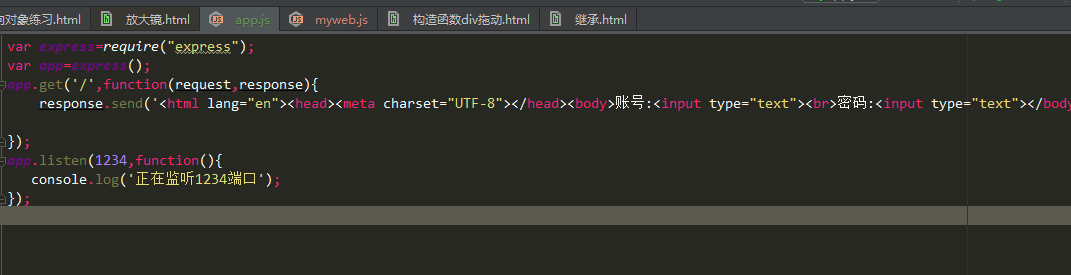 向对象练习.html 放大镜.html app.js myweb.js 构造函数div拖动.html 继承.html
var express=require("express");
var app=express();
app.get('/',function(request,response){
response.send('<html lang="en"><head><meta charset="UTF-8"></head><body>账号:<input type="text"><br>密码:<input type="text"></body
});
app.listen(1234,function(){
console.log('正在监听1234端口');
});